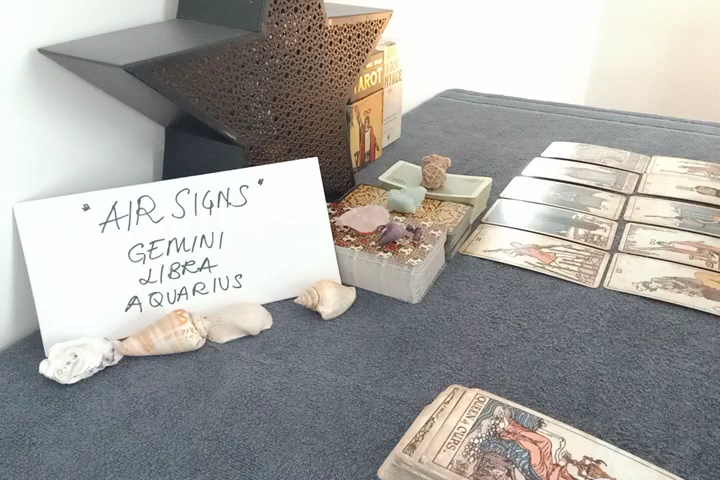 "AIR SIGNS"
GEMINI
LIBRA
AQUARIUS
TAROT
QUEEN of CUPS.